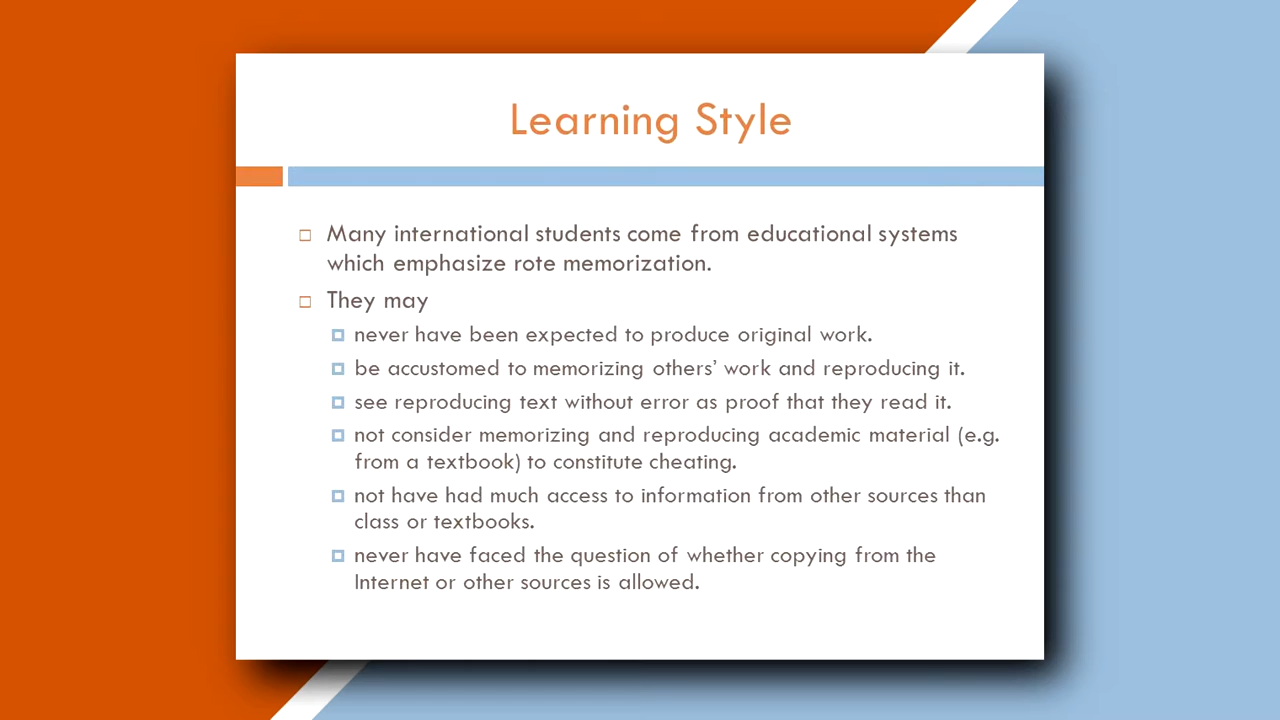 Learning Style
Many international students come from educational systems
which emphasize rote memorization.
They may
never have been expected to produce original work.
be accustomed to memorizing others’ work and reproducing it.
see reproducing text without error as proof that they read it.
not consider memorizing and reproducing academic material (e.g.
from a textbook) to constitute cheating.
not have had much access to information from other sources than
class or textbooks.
never have faced the question of whether copying from the
Internet or other sources is allowed.